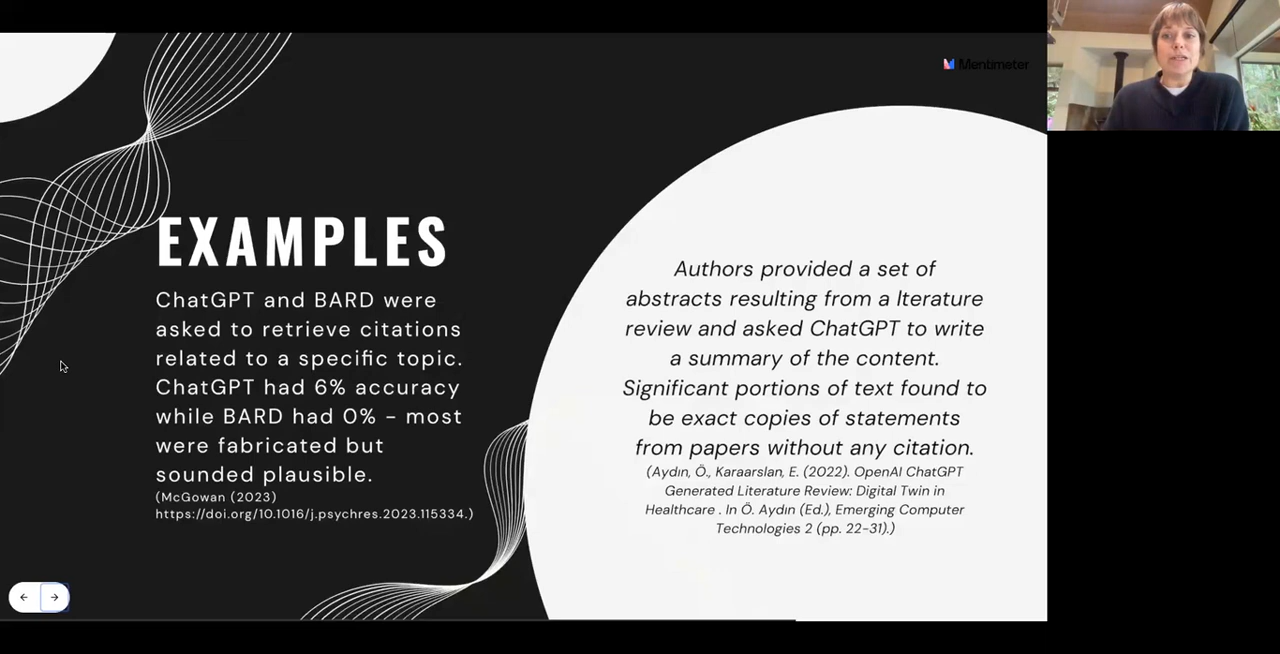 Mentimeter
EXAMPLES
ChatGPT and BARD were
asked to retrieve citations
related to a specific topic.
ChatGPT had 6% accuracy
while BARD had 0% - most
were fabricated but
sounded plausible.
(McGowan (2023)
https://doi.org/10.1016/j.psychres.2023.115334.)
Authors provided a set of
abstracts resulting from a lterature
review and asked ChatGPT to write
a summary of the content.
Significant portions of text found to
be exact copies of statements
from papers without any citation.
(Aydın, Ö., Karaarslan, E. (2022). OpenAI ChatGPT
Generated Literature Review: Digital Twin in
Healthcare . In Ö. Aydın (Ed.), Emerging Computer
Technologies 2 (pp. 22-31).)